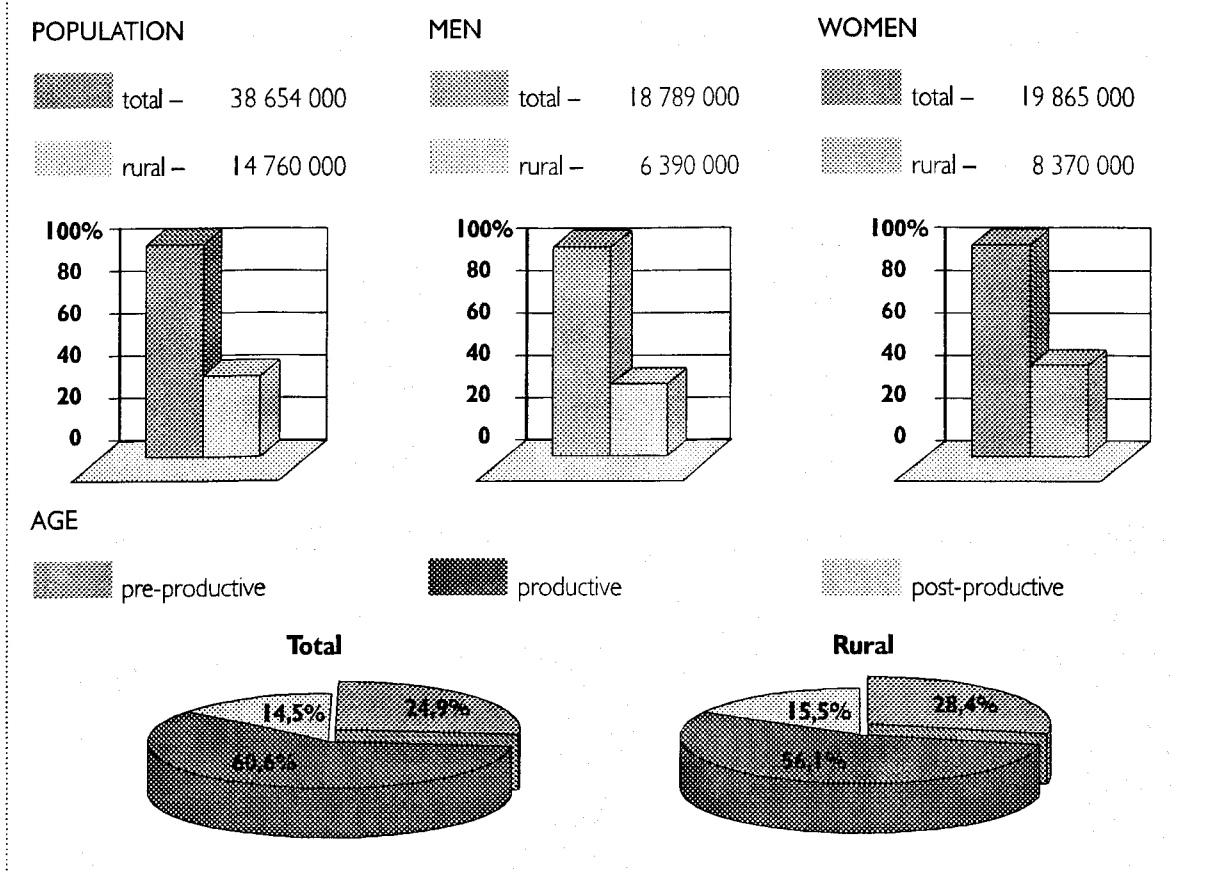 POPULATION MEN WOMEN
total – 38 654 000 total – 18 789 000 total – 19 865 000
rural – 14 760 000 rural – 6 390 000 rural – 8 370 000
100% 100% 100%
80 80 80
60 60 60
40 40 40
20 20 20
0 0 0
AGE
pre-productive productive post-productive
Total Rural
14,5% 24,9% 15,5% 28,4%
60,6% 56,1%